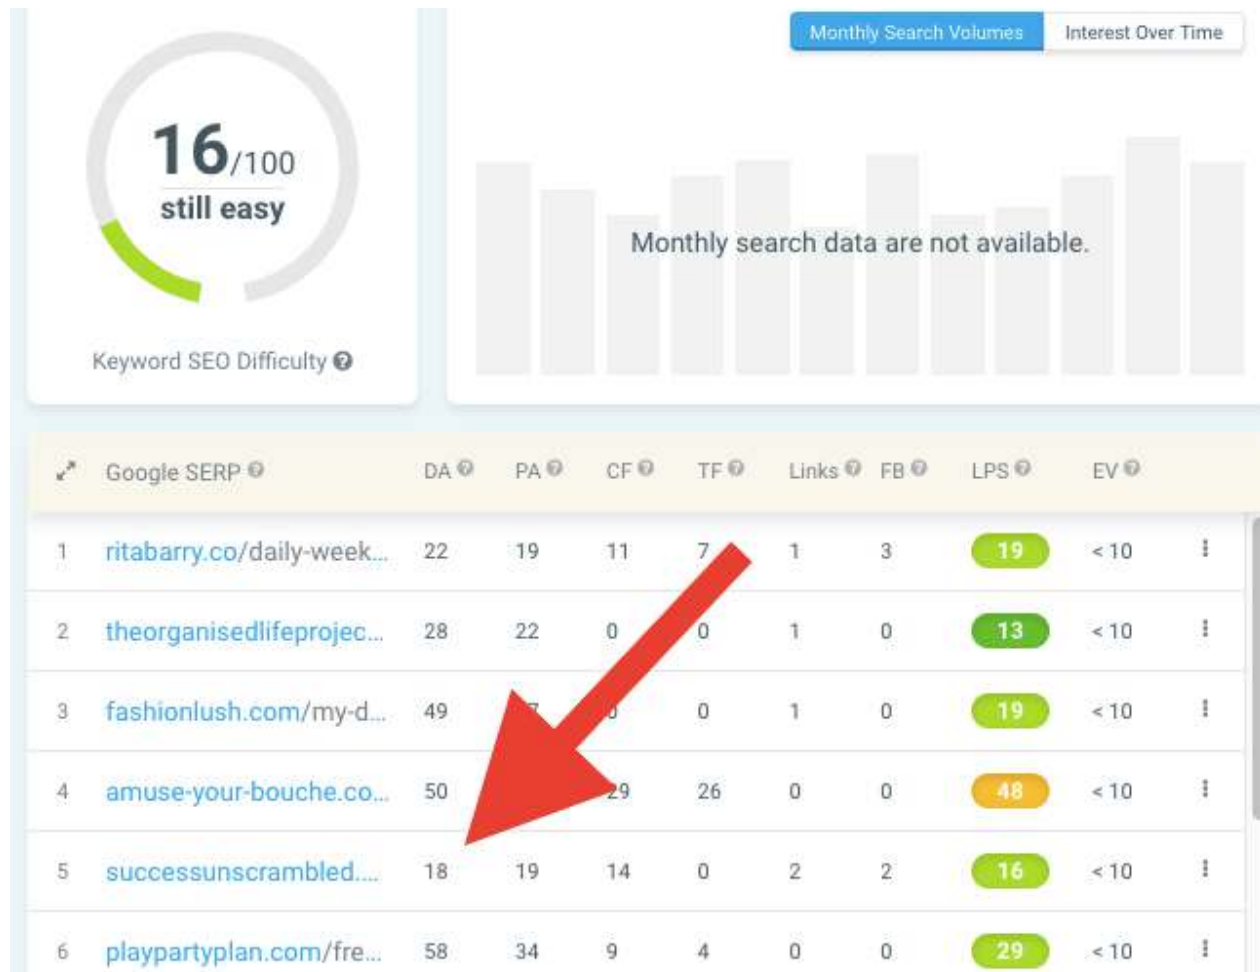 Monthly Search Volumes Interest Over Time
16/100
still easy
Monthly search data are not available.
Keyword SEO Difficulty
Google SERP DA PA CF TF Links FB LPS EV
1 ritabarry.co/daily-week... 22 19 11 7 1 3 19 < 10
2 theorganisedlifeprojec... 28 22 0 0 1 0 13 < 10
3 fashionlush.com/my-d... 49 0 1 0 19 < 10
4 amuse-your-bouche.co... 50 29 26 0 0 48 < 10
5 successunscrambled.... 18 19 14 0 2 2 16 < 10
6 playpartyplan.com/fre... 58 34 9 4 0 0 29 < 10